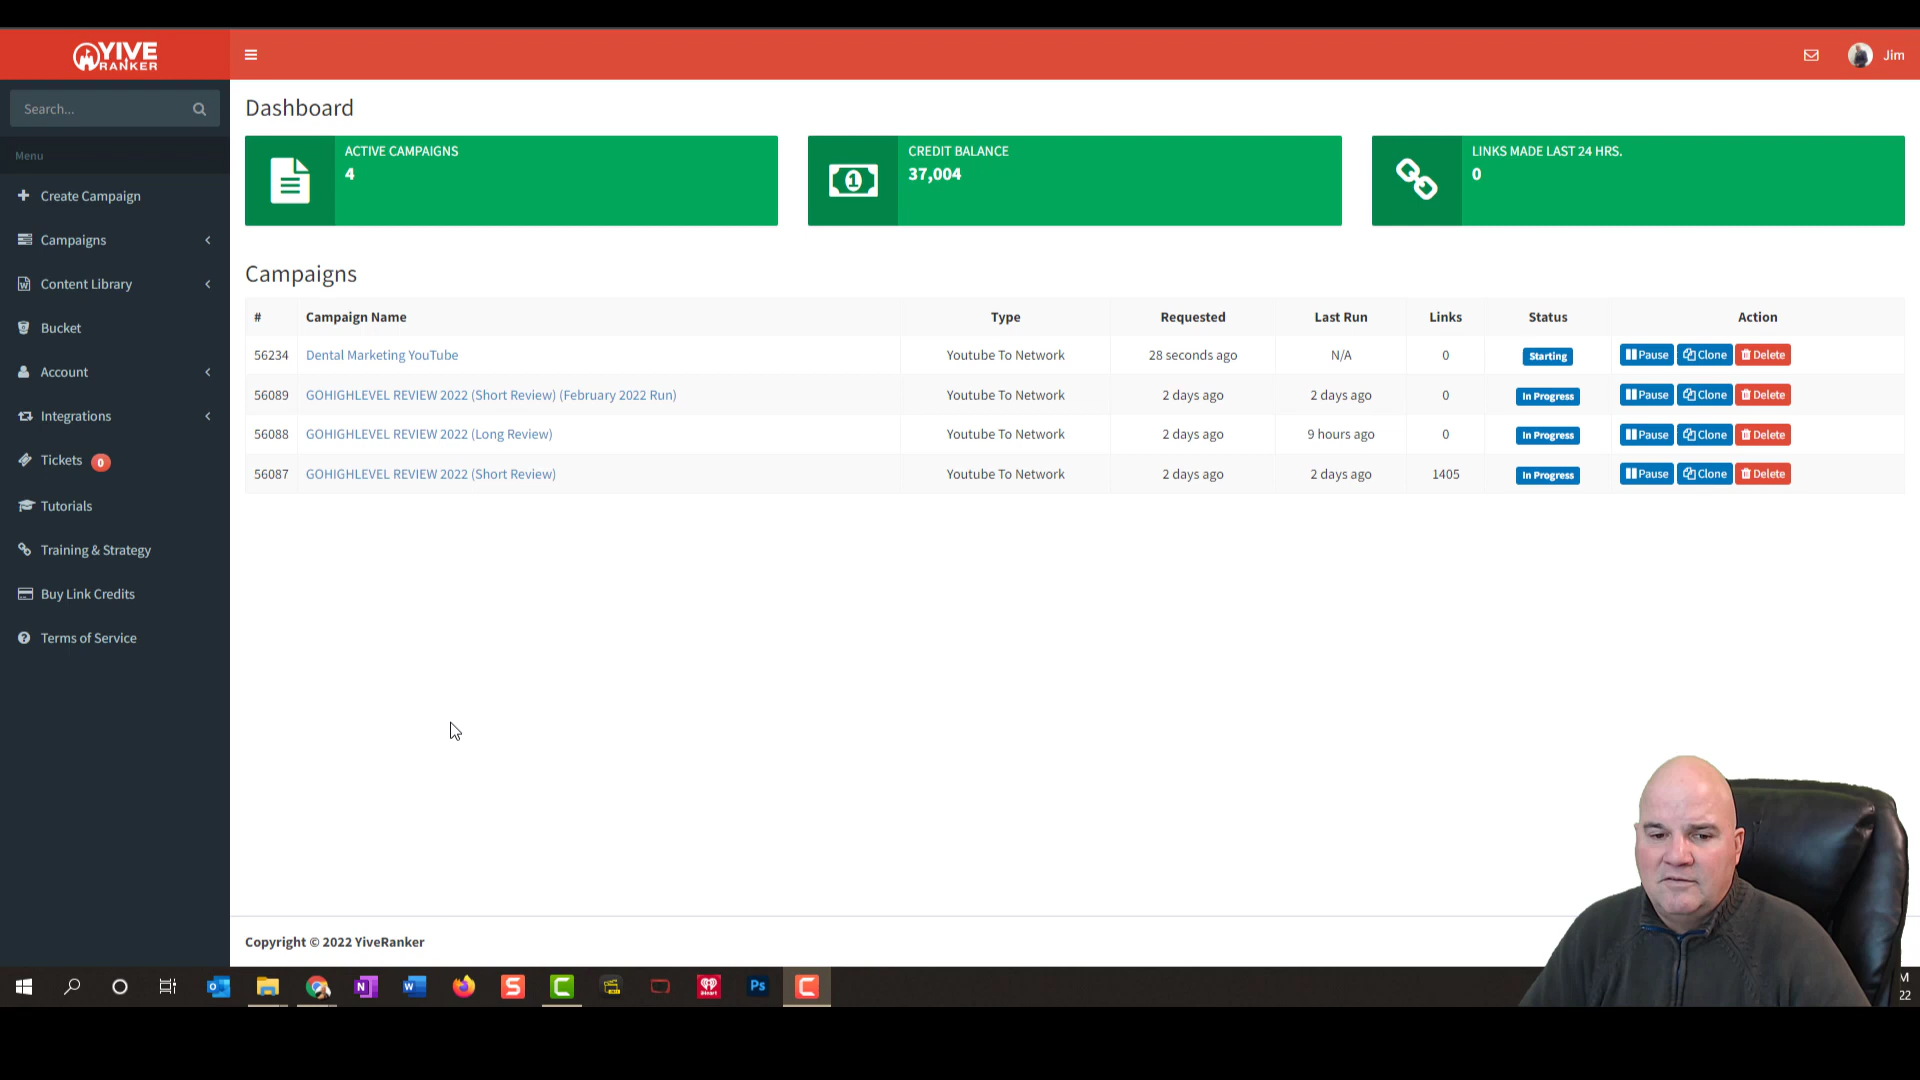 YIVE
RANKER
Jim
Search...
Menu
Create Campaign
Campaigns
Content Library
Bucket
Account
Integrations
Tickets 0
Tutorials
Training & Strategy
Buy Link Credits
Terms of Service
Dashboard
ACTIVE CAMPAIGNS
4
CREDIT BALANCE
37,004
LINKS MADE LAST 24 HRS.
0
Campaigns
# Campaign Name Type Requested Last Run Links Status Action
56234 Dental Marketing YouTube Youtube To Network 28 seconds ago N/A 0 Starting Pause Clone Delete
56089 GOHIGHLEVEL REVIEW 2022 (Short Review) (February 2022 Run) Youtube To Network 2 days ago 2 days ago 0 In Progress Pause Clone Delete
56088 GOHIGHLEVEL REVIEW 2022 (Long Review) Youtube To Network 2 days ago 9 hours ago 0 In Progress Pause Clone Delete
56087 GOHIGHLEVEL REVIEW 2022 (Short Review) Youtube To Network 2 days ago 2 days ago 1405 In Progress Pause Clone Delete
Copyright © 2022 YiveRanker
M
22